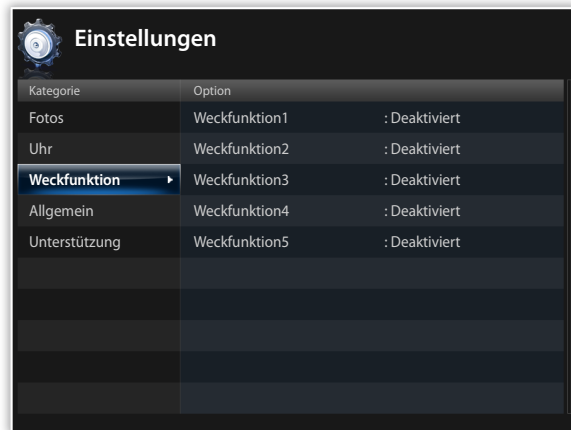 Einstellungen
Kategorie Option
Fotos Weckfunktion1 : Deaktiviert
Uhr Weckfunktion2 : Deaktiviert
Weckfunktion Weckfunktion3 : Deaktiviert
Allgemein Weckfunktion4 : Deaktiviert
Unterstützung Weckfunktion5 : Deaktiviert